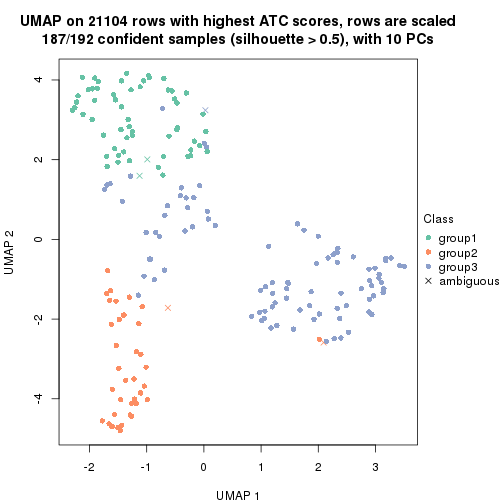 UMAP on 21104 rows with highest ATC scores, rows are scaled
187/192 confident samples (silhouette > 0.5), with 10 PCs
4
2
0
-2
-4
UMAP 2
-2
-1
0
1
2
3
UMAP 1
Class
group1
group2
group3
ambiguous